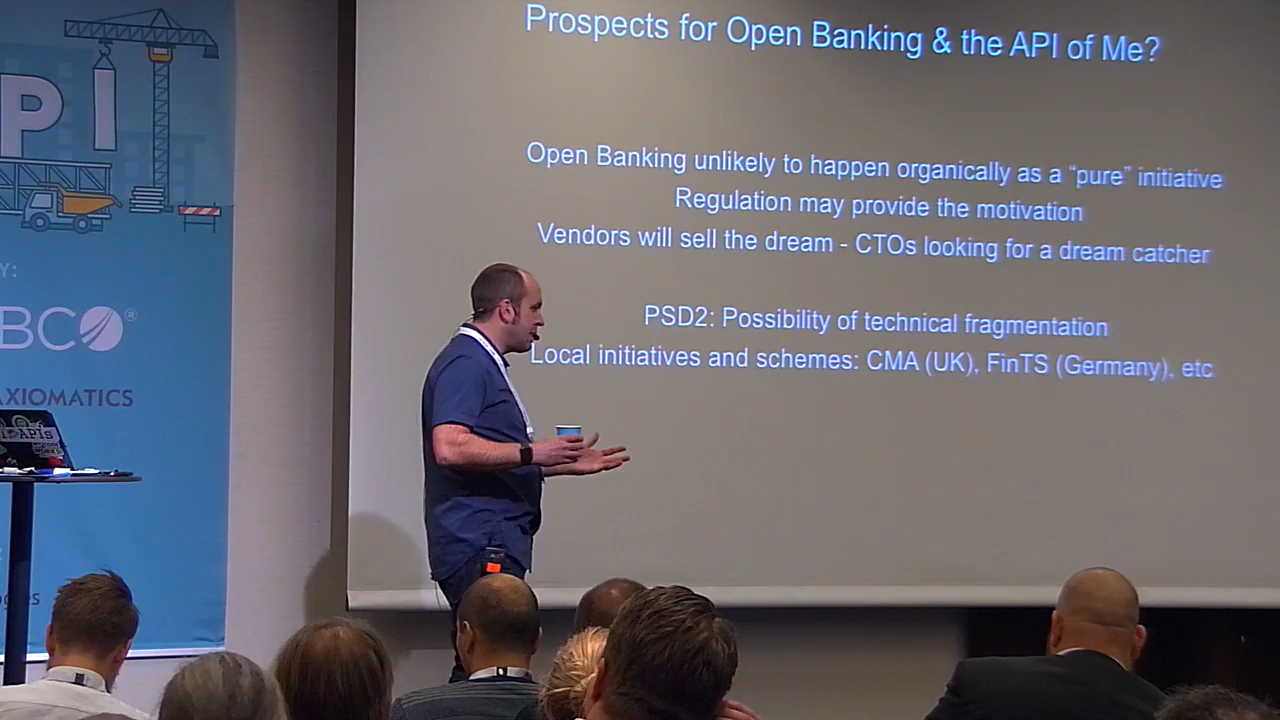 Prospects for Open Banking & the API of Me?
Open Banking unlikely to happen organically as a “pure” initiative
Regulation may provide the motivation
Vendors will sell the dream - CTOs looking for a dream catcher
PSD2: Possibility of technical fragmentation
Local initiatives and schemes: CMA (UK), FinTS (Germany), etc
PI
Y:
BCO®
AXIOMATICS
APIs